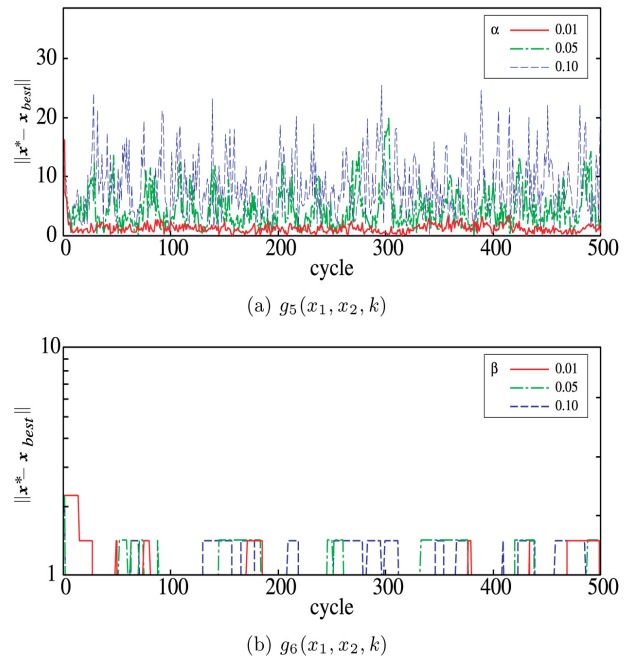 α 0.01
0.05
0.10
||x*− x best||
30
20
10
0
0 100 200 300 400 500
cycle
(a) g5(x1, x2, k)
β 0.01
0.05
0.10
||x*− x best||
10
1
0 100 200 300 400 500
cycle
(b) g6(x1, x2, k)